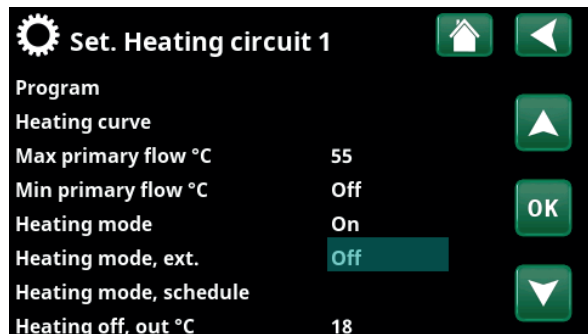 Set. Heating circuit 1
Program
Heating curve
Max primary flow °C 55
Min primary flow °C Off
Heating mode On
OK
Heating mode, ext. Off
Heating mode, schedule
Heating off, out °C 18